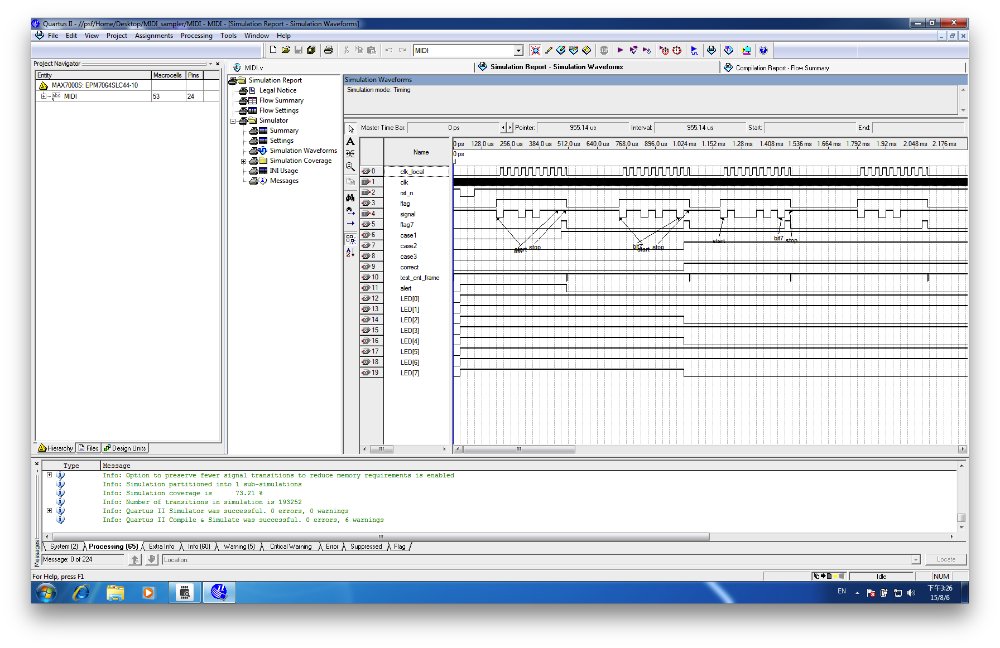 Quartus II - //psf/Home/Desktop/MIDI_sampler/MIDI - MIDI - [Simulation Report - Simulation Waveforms]
File Edit View Project Assignments Processing Tools Window Help
MIDI
Project Navigator
Entity Macrocells Pins
MAX7000S: EPM7064SLC44-10
MIDI 53 24
Hierarchy Files Design Units
MIDI.v
Simulation Report - Simulation Waveforms
Compilation Report - Flow Summary
Simulation Report
Legal Notice
Flow Summary
Flow Settings
Simulator
Summary
Settings
Simulation Waveforms
Simulation Coverage
INI Usage
Messages
Simulation Waveforms
Simulation mode: Timing
Master Time Bar: 0 ps Pointer: 955.14 us Interval: 955.14 us Start: End:
Name
0 ps 128.0 us 256.0 us 384.0 us 512.0 us 640.0 us 768.0 us 896.0 us 1.024 ms 1.152 ms 1.28 ms 1.408 ms 1.536 ms 1.664 ms 1.792 ms 1.92 ms 2.048 ms 2.176 ms
0 ps
0 clk_local
1 clk
2 rst_n
3 flag
4 signal
5 flag7
6 case1
7 case2
8 case3
9 correct
10 test_cnt_frame
11 alert
12 LED[0]
13 LED[1]
14 LED[2]
15 LED[3]
16 LED[4]
17 LED[5]
18 LED[6]
19 LED[7]
start stop
bit7
bit7 stop
start
start
bit7 stop
Type Message
Info: Option to preserve fewer signal transitions to reduce memory requirements is enabled
Info: Simulation partitioned into 1 sub-simulations
Info: Simulation coverage is 73.21 %
Info: Number of transitions in simulation is 193252
Info: Quartus II Simulator was successful. 0 errors, 0 warnings
Info: Quartus II Compile & Simulate was successful. 0 errors, 6 warnings
System (2) Processing (65) Extra Info Info (60) Warning (5) Critical Warning Error Suppressed Flag
Messages
Message: 0 of 224 Location: Locate
For Help, press F1 Idle NUM
EN 下午3:26
15/8/6